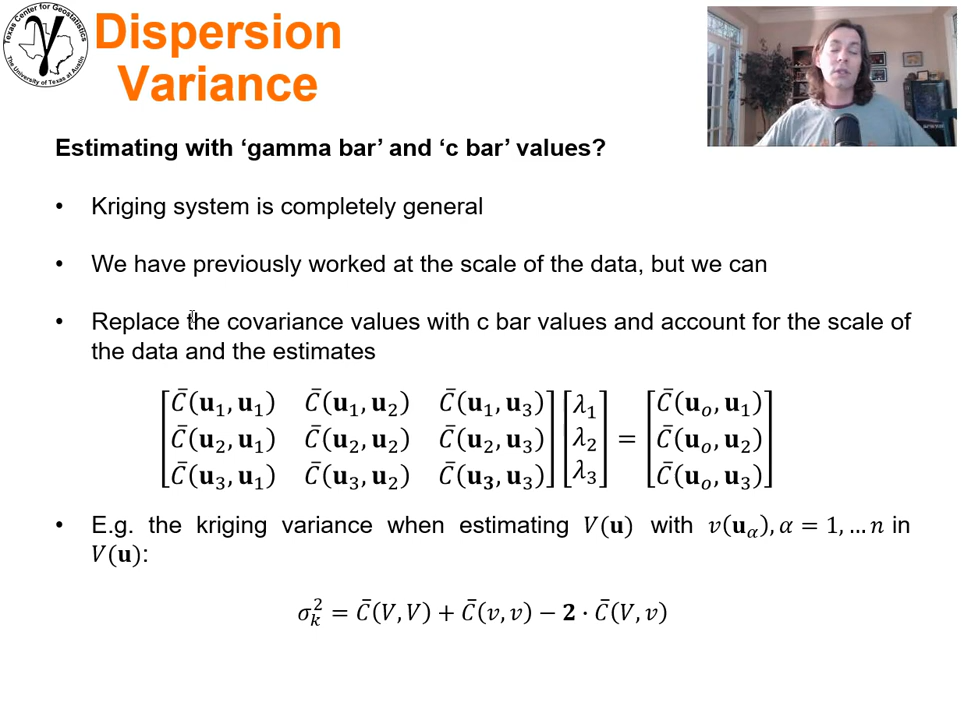 Texas Center for Geostatistics
The University of Texas at Austin
γ
Dispersion
Variance
Estimating with ‘gamma bar’ and ‘c bar’ values?
• Kriging system is completely general
• We have previously worked at the scale of the data, but we can
• Replace the covariance values with c bar values and account for the scale of
the data and the estimates
[C̄(u₁, u₁) C̄(u₁, u₂) C̄(u₁, u₃)] [λ₁] [C̄(uₒ, u₁)]
[C̄(u₂, u₁) C̄(u₂, u₂) C̄(u₂, u₃)] [λ₂] = [C̄(uₒ, u₂)]
[C̄(u₃, u₁) C̄(u₃, u₂) C̄(u₃, u₃)] [λ₃] [C̄(uₒ, u₃)]
• E.g. the kriging variance when estimating V(u) with v(u_α), α = 1, … n in
V(u):
σ_k² = C̄(V, V) + C̄(v, v) − 2 · C̄(V, v)